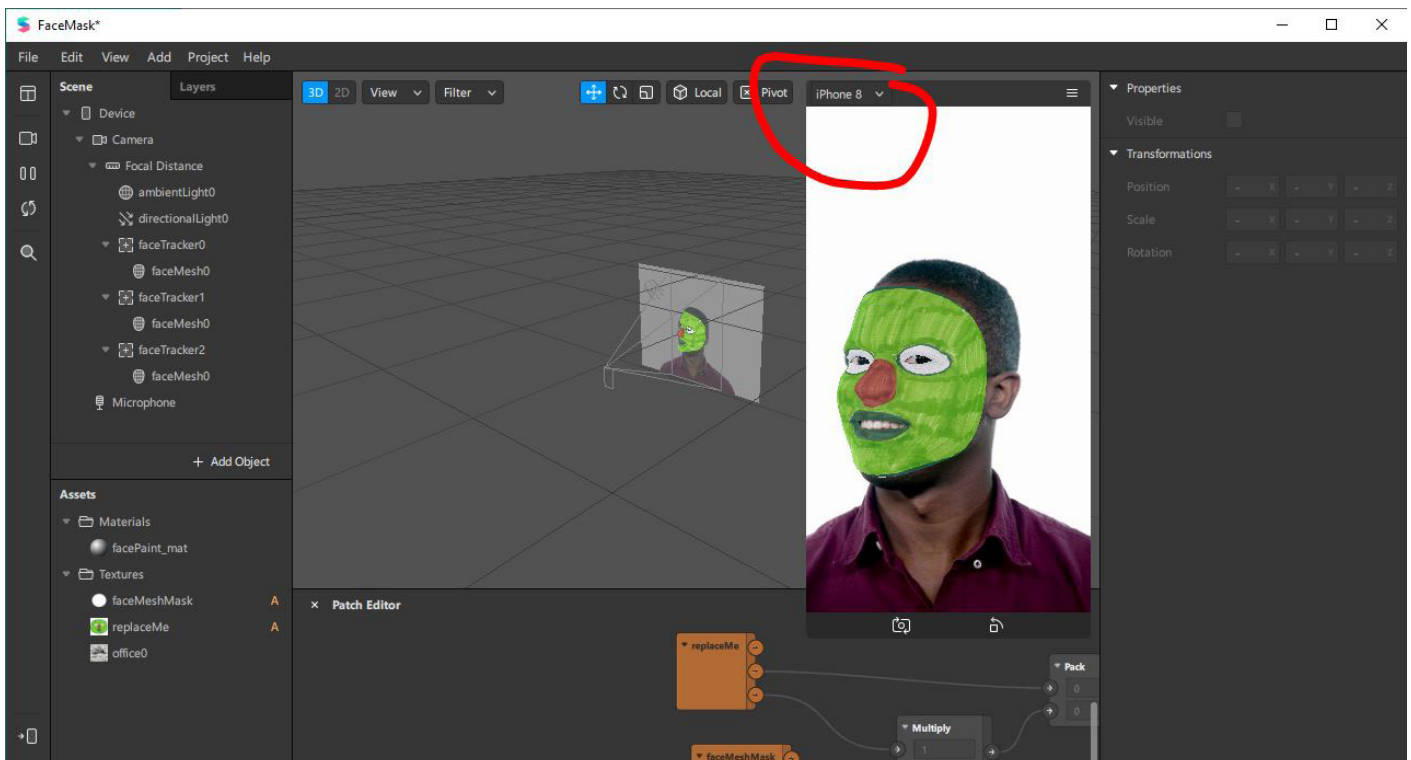 FaceMask*
File Edit View Add Project Help
Scene Layers
Device
Camera
Focal Distance
ambientLight0
directionalLight0
faceTracker0
faceMesh0
faceTracker1
faceMesh0
faceTracker2
faceMesh0
Microphone
+ Add Object
Assets
Materials
facePaint_mat
Textures
faceMeshMask A
replaceMe A
office0
3D 2D View Filter Local Pivot
iPhone 8
× Patch Editor
replaceMe
faceMeshMask
Multiply
1
Pack
0
0
Properties
Visible
Transformations
Position - X - Y - Z
Scale - X - Y - Z
Rotation - X - Y - Z